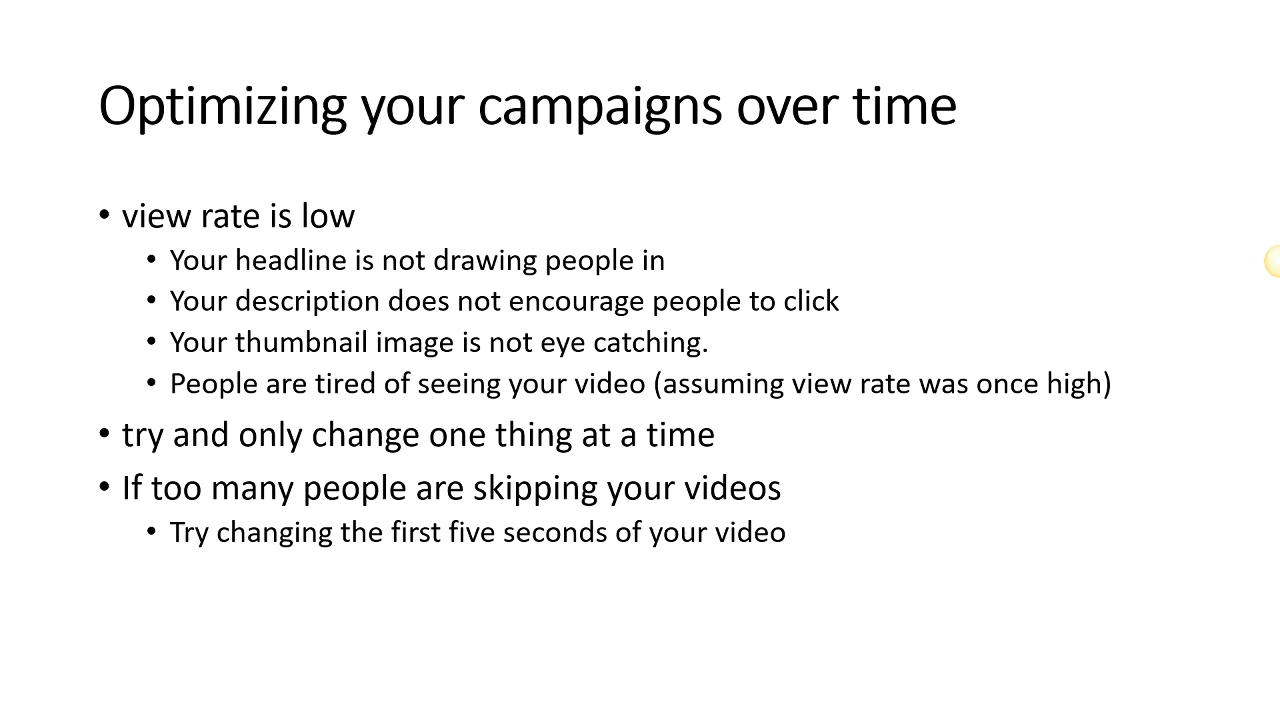 Optimizing your campaigns over time
• view rate is low
• Your headline is not drawing people in
• Your description does not encourage people to click
• Your thumbnail image is not eye catching.
• People are tired of seeing your video (assuming view rate was once high)
• try and only change one thing at a time
• If too many people are skipping your videos
• Try changing the first five seconds of your video